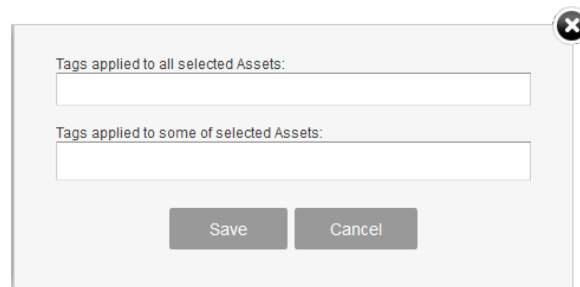 Tags applied to all selected Assets:
Tags applied to some of selected Assets:
Save Cancel